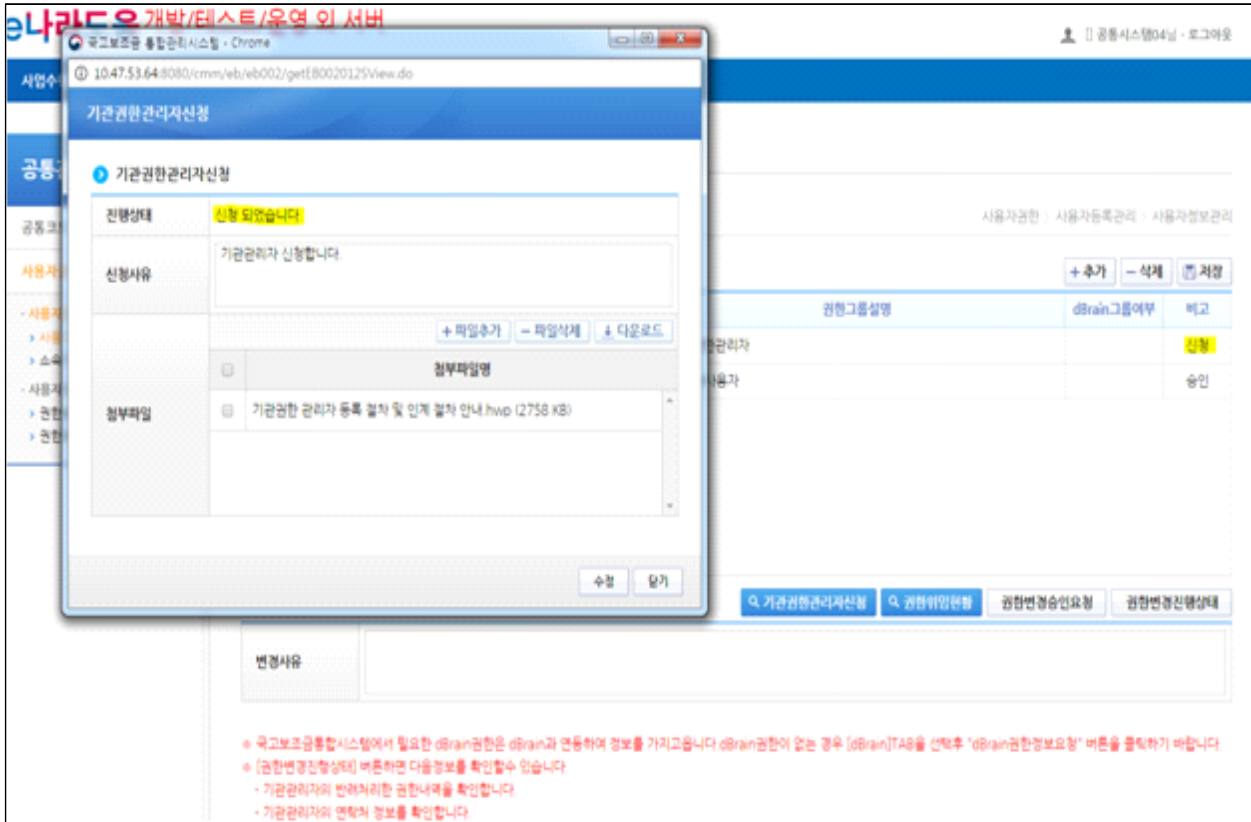 e나라도움 개발/테스트/운영 외 서버
공통시스템04님 - 로그아웃
국고보조금 통합관리시스템 - Chrome
10.47.53.64:8080/cmm/eb/eb002/getEB002012SView.do
사업수
기관권한관리자신청
공통
기관권한관리자신청
진행상태
신청 되었습니다
사용자권한 > 사용자등록관리 > 사용자정보관리
공통코
신청사유
기관관리자 신청합니다
사용자
+ 추가
- 삭제
저장
- 사용자
> 사용
> 소속
- 사용자
> 권한
> 권한
권한그룹설명
dBrain그룹여부
비고
한관리자
신청
사용자
승인
+ 파일추가
- 파일삭제
다운로드
첨부파일
첨부파일명
기관권한 관리자 등록 절차 및 인계 절차 안내.hwp (2758 KB)
수정
닫기
기관권한관리자신청
권한위임현황
권한변경승인요청
권한변경진행상태
변경사유
※ 국고보조금통합시스템에서 필요한 dBrain권한은 dBrain과 연동하여 정보를 가지고옵니다 dBrain권한이 없는 경우 [dBrain]TAB을 선택후 "dBrain권한정보요청" 버튼을 클릭하기 바랍니다
※ [권한변경진행상태] 버튼하면 다음정보를 확인할수 있습니다
- 기관관리자의 반려처리한 권한내역을 확인합니다
- 기관관리자의 연락처 정보를 확인합니다